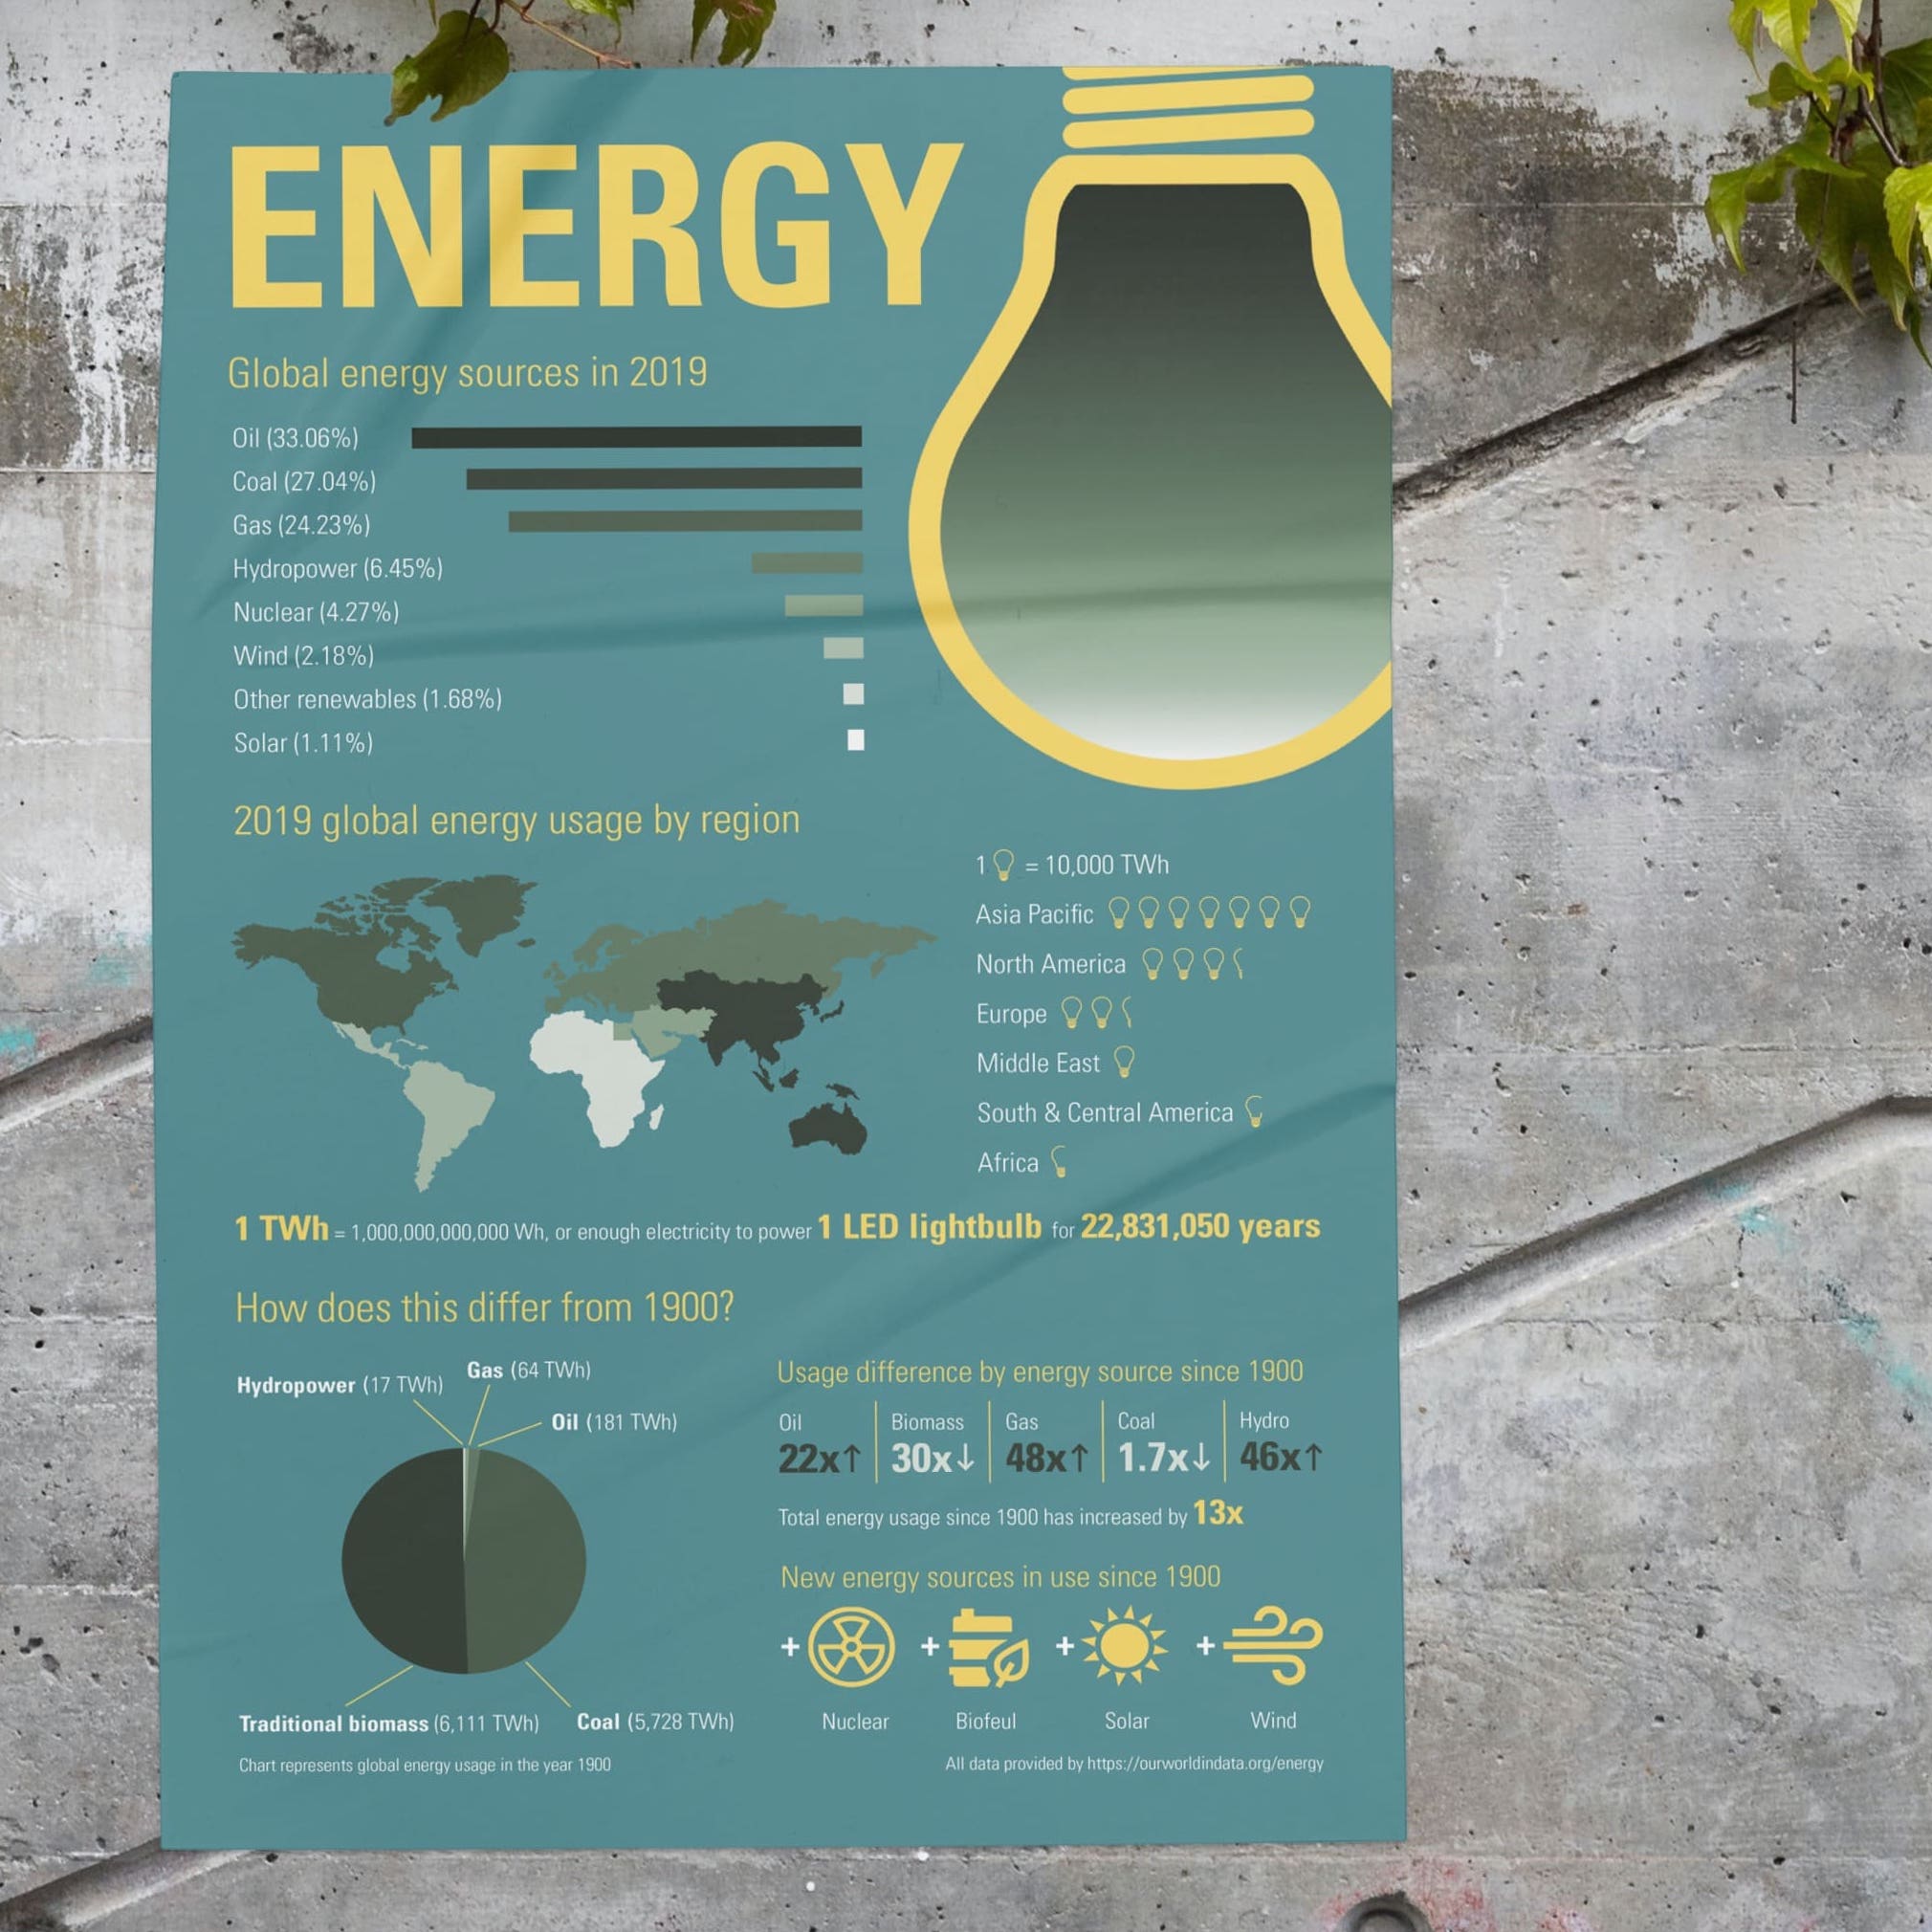 ENERGY
Global energy sources in 2019
Oil (33.06%)
Coal (27.04%)
Gas (24.23%)
Hydropower (6.45%)
Nuclear (4.27%)
Wind (2.18%)
Other renewables (1.68%)
Solar (1.11%)
2019 global energy usage by region
1 = 10,000 TWh
Asia Pacific
North America
Europe
Middle East
South & Central America
Africa
1 TWh = 1,000,000,000,000 Wh, or enough electricity to power 1 LED lightbulb for 22,831,050 years
How does this differ from 1900?
Hydropower (17 TWh)
Gas (64 TWh)
Oil (181 TWh)
Traditional biomass (6,111 TWh)
Coal (5,728 TWh)
Chart represents global energy usage in the year 1900
Usage difference by energy source since 1900
Oil
22x↑
Biomass
30x↓
Gas
48x↑
Coal
1.7x↓
Hydro
46x↑
Total energy usage since 1900 has increased by 13x
New energy sources in use since 1900
+ + + +
Nuclear
Biofeul
Solar
Wind
All data provided by https://ourworldindata.org/energy